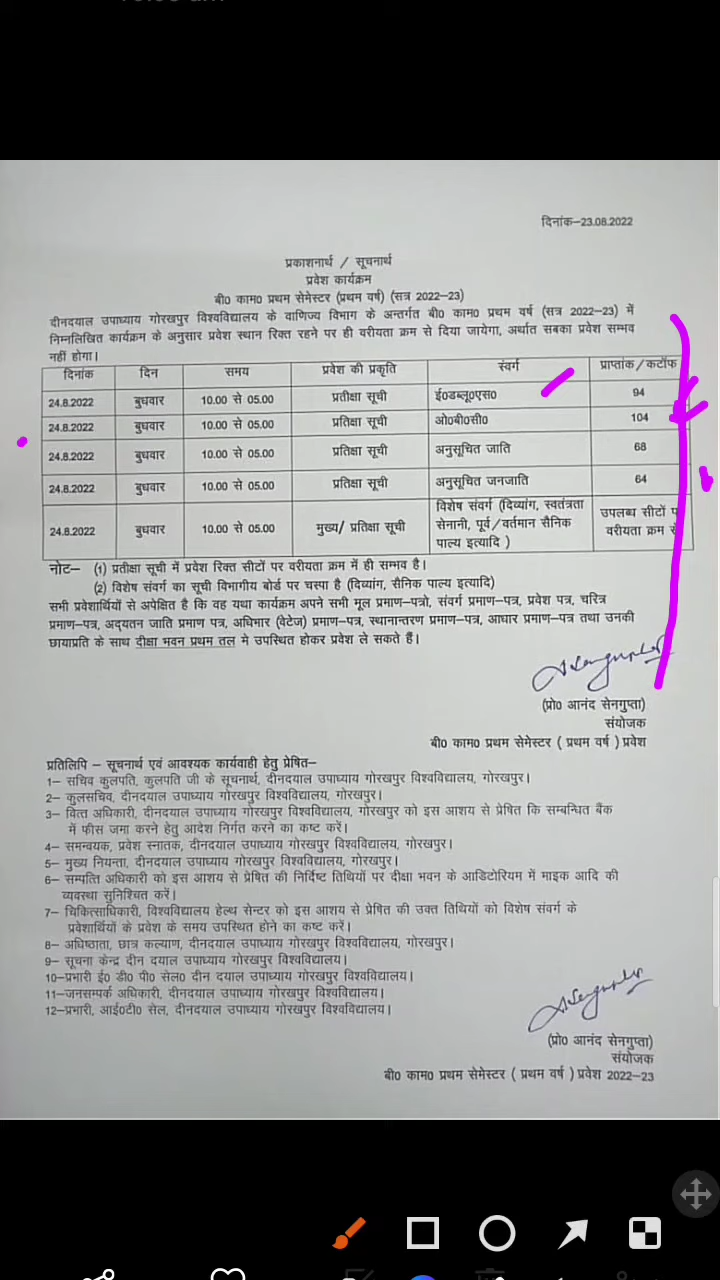 दिनांक–23.08.2022
प्रकाशनार्थ / सूचनार्थ
प्रवेश कार्यक्रम
बी0 काम0 प्रथम सेमेस्टर (प्रथम वर्ष) (सत्र 2022-23)
दीनदयाल उपाध्याय गोरखपुर विश्वविद्यालय के वाणिज्य विभाग के अन्तर्गत बी0 काम0 प्रथम वर्ष (सत्र 2022-23) में
निम्नलिखित कार्यक्रम के अनुसार प्रवेश स्थान रिक्त रहने पर ही वरीयता क्रम से दिया जायेगा, अर्थात सबका प्रवेश सम्भव
नहीं होगा।
दिनांक दिन समय प्रवेश की प्रकृति संवर्ग प्राप्तांक/कटॉफ
24.8.2022 बुधवार 10.00 से 05.00 प्रतीक्षा सूची ई0डब्लू0एस0 94
24.8.2022 बुधवार 10.00 से 05.00 प्रतिक्षा सूची ओ0बी0सी0 104
24.8.2022 बुधवार 10.00 से 05.00 प्रतिक्षा सूची अनुसूचित जाति 68
24.8.2022 बुधवार 10.00 से 05.00 प्रतिक्षा सूची अनुसूचित जनजाति 64
24.8.2022 बुधवार 10.00 से 05.00 मुख्य/ प्रतिक्षा सूची विशेष संवर्ग (दिव्यांग, स्वतंत्रता
सेनानी, पूर्व/वर्तमान सैनिक
पाल्य इत्यादि ) उपलब्ध सीटों
वरीयता क्रम
नोट– (1) प्रतीक्षा सूची में प्रवेश रिक्त सीटों पर वरीयता क्रम में ही सम्भव है।
(2) विशेष संवर्ग का सूची विभागीय बोर्ड पर चस्पा है (दिव्यांग, सैनिक पाल्य इत्यादि)
सभी प्रवेशार्थियों से अपेक्षित है कि वह यथा कार्यक्रम अपने सभी मूल प्रमाण-पत्रो, संवर्ग प्रमाण-पत्र, प्रवेश पत्र, चरित्र
प्रमाण-पत्र, अद्यतन जाति प्रमाण पत्र, अधिभार (वेटेज) प्रमाण-पत्र, स्थानान्तरण प्रमाण-पत्र, आधार प्रमाण-पत्र तथा उनकी
छायाप्रति के साथ दीक्षा भवन प्रथम तल मे उपस्थित होकर प्रवेश ले सकते हैं।
(प्रो0 आनंद सेनगुप्ता)
संयोजक
बी0 काम0 प्रथम सेमेस्टर ( प्रथम वर्ष ) प्रवेश
प्रतिलिपि – सूचनार्थ एवं आवश्यक कार्यवाही हेतु प्रेषित–
1– सचिव कुलपति, कुलपति जी के सूचनार्थ, दीनदयाल उपाध्याय गोरखपुर विश्वविद्यालय, गोरखपुर।
2– कुलसचिव, दीनदयाल उपाध्याय गोरखपुर विश्वविद्यालय, गोरखपुर।
3– वित्त अधिकारी, दीनदयाल उपाध्याय गोरखपुर विश्वविद्यालय, गोरखपुर को इस आशय से प्रेषित कि सम्बन्धित बैंक
में फीस जमा करने हेतु आदेश निर्गत करने का कष्ट करें।
4– समन्वयक, प्रवेश स्नातक, दीनदयाल उपाध्याय गोरखपुर विश्वविद्यालय, गोरखपुर।
5– मुख्य नियन्ता, दीनदयाल उपाध्याय गोरखपुर विश्वविद्यालय, गोरखपुर।
6– सम्पत्ति अधिकारी को इस आशय से प्रेषित की निर्दिष्ट तिथियों पर दीक्षा भवन के आडिटोरियम में माइक आदि की
व्यवस्था सुनिश्चित करें।
7– चिकित्साधिकारी, विश्वविद्यालय हेल्थ सेन्टर को इस आशय से प्रेषित की उक्त तिथियों को विशेष संवर्ग के
प्रवेशार्थियों के प्रवेश के समय उपस्थित होने का कष्ट करें।
8– अधिष्ठाता, छात्र कल्याण, दीनदयाल उपाध्याय गोरखपुर विश्वविद्यालय, गोरखपुर।
9– सूचना केन्द्र दीन दयाल उपाध्याय गोरखपुर विश्वविद्यालय।
10–प्रभारी ई0 डी0 पी0 सेल0 दीन दयाल उपाध्याय गोरखपुर विश्वविद्यालय।
11–जनसम्पर्क अधिकारी, दीनदयाल उपाध्याय गोरखपुर विश्वविद्यालय।
12–प्रभारी, आई0टी0 सेल, दीनदयाल उपाध्याय गोरखपुर विश्वविद्यालय।
(प्रो0 आनंद सेनगुप्ता)
संयोजक
बी0 काम0 प्रथम सेमेस्टर ( प्रथम वर्ष ) प्रवेश 2022–23